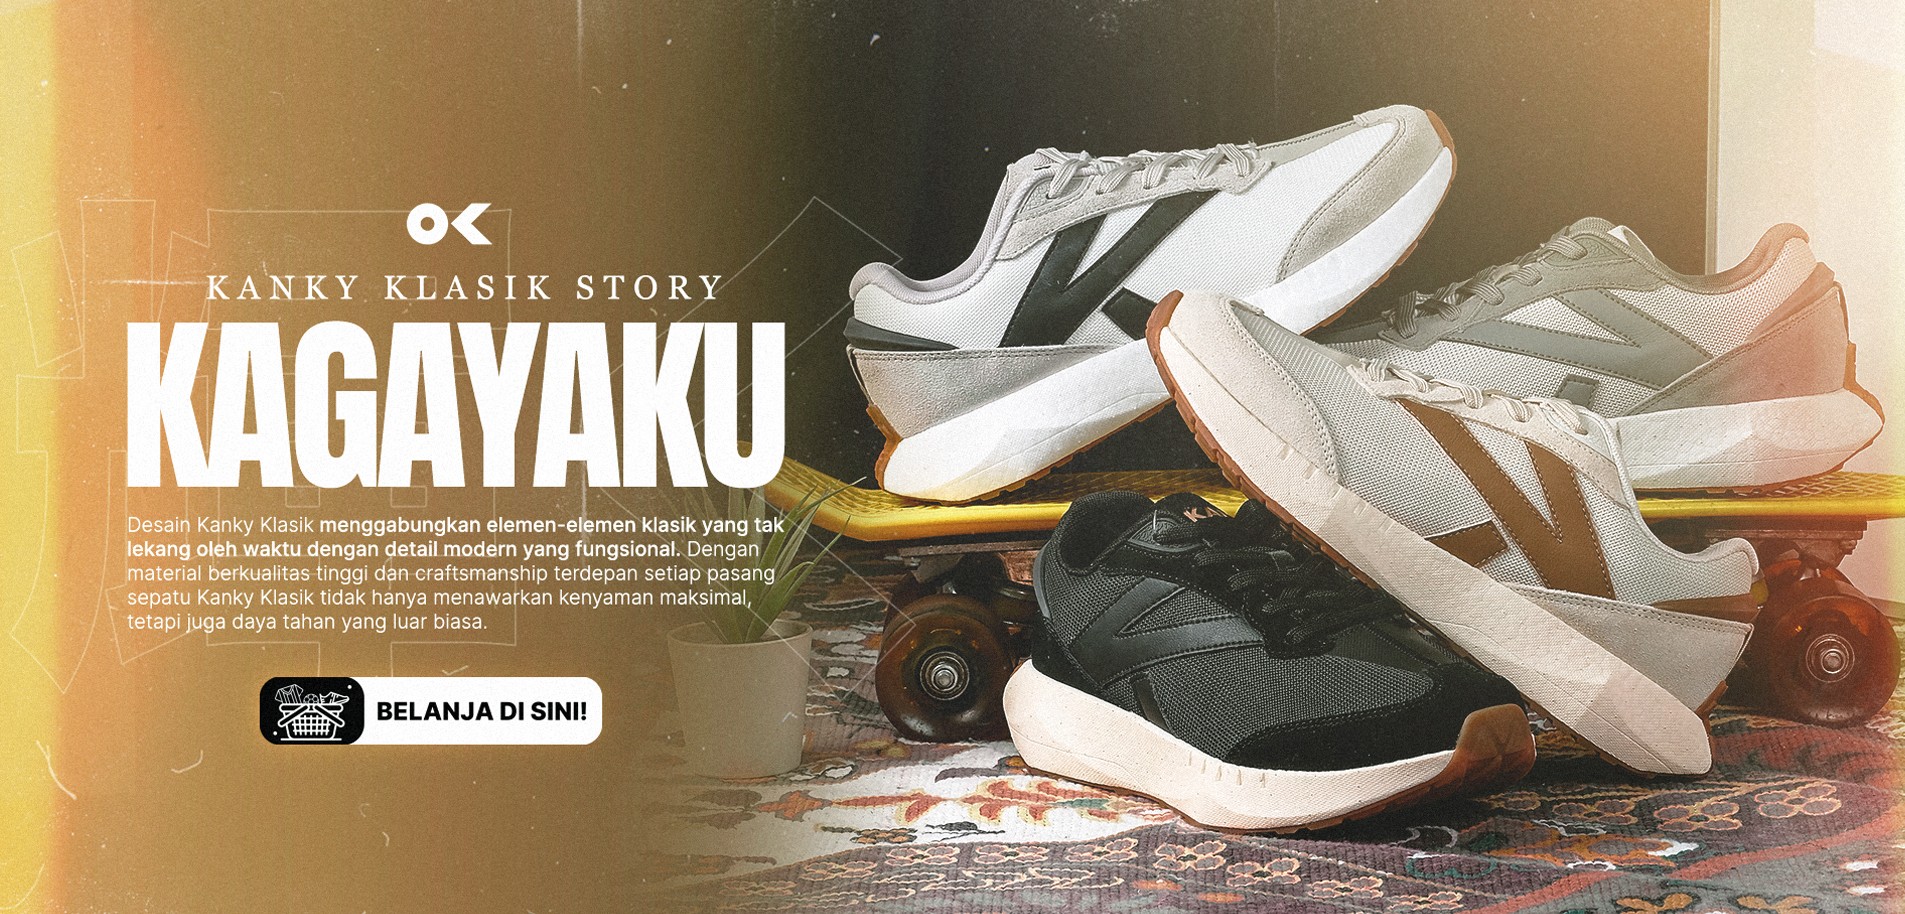 OK
KANKY KLASIK STORY
KAGAYAKU
Desain Kanky Klasik menggabungkan elemen-elemen klasik yang tak
lekang oleh waktu dengan detail modern yang fungsional. Dengan
material berkualitas tinggi dan craftsmanship terdepan setiap pasang
sepatu Kanky Klasik tidak hanya menawarkan kenyaman maksimal,
tetapi juga daya tahan yang luar biasa.
BELANJA DI SINI!